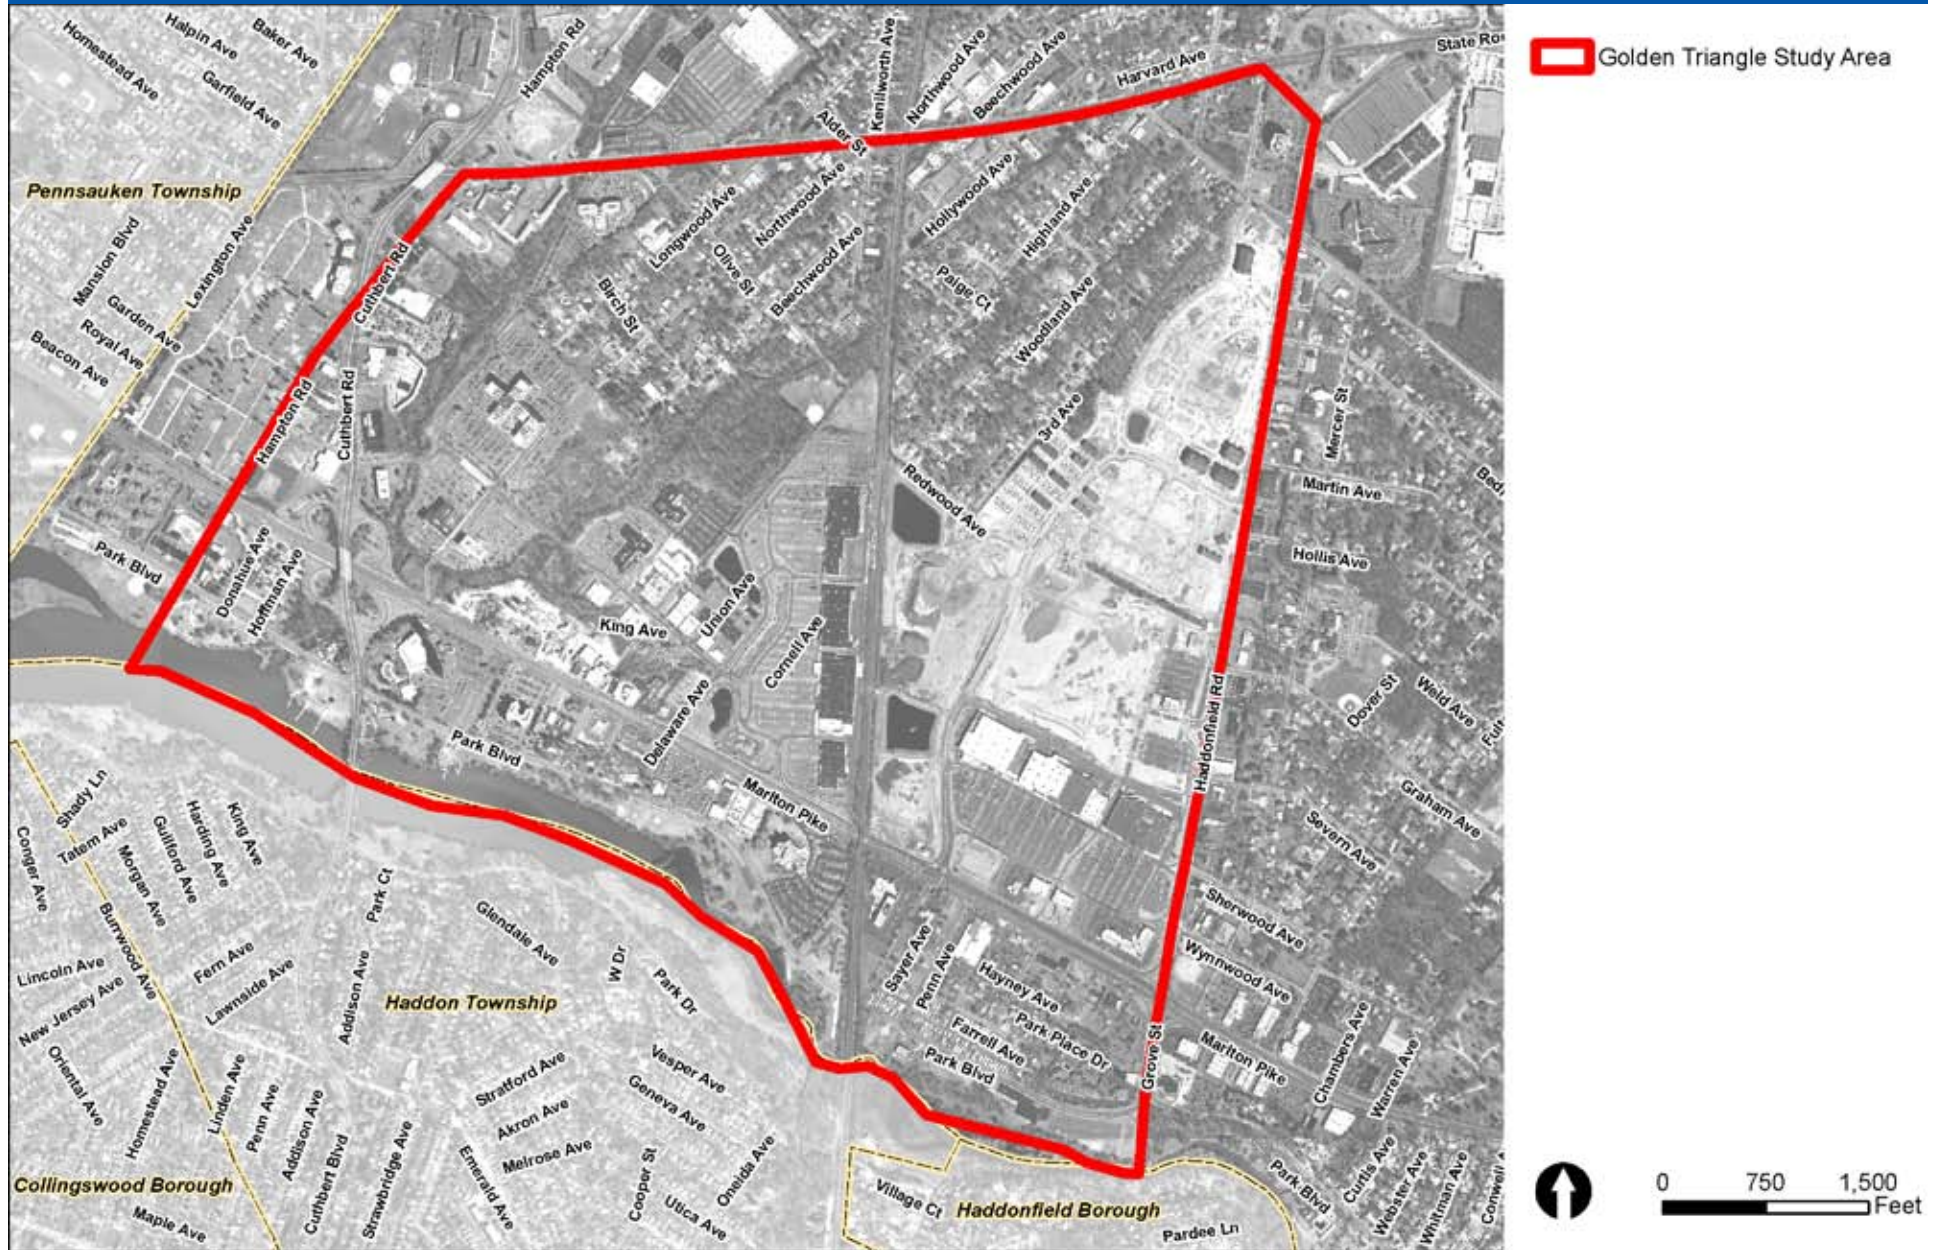 Halpin Ave
Baker Ave
Homestead Ave
Garfield Ave
Hampton Rd
Kenilworth Ave
Northwood Ave
Beechwood Ave
Harvard Ave
State
Golden Triangle Study Area
Alder St
Pennsauken Township
Mansion Blvd
Lexington Ave
Cuthbert Rd
Longwood Ave
Northwood Ave
Olive St
Beechwood Ave
Birch St
Hollywood Ave
Highland Ave
Paige Ct
Woodland Ave
Garden Ave
Royal Ave
Beacon Ave
Hampton Rd
Cuthbert Rd
3rd Ave
Mercer St
Redwood Ave
Martin Ave
Hollis Ave
Park Blvd
Donahue Ave
Hoffman Ave
King Ave
Union Ave
Cornell Ave
Delaware Ave
Park Blvd
Marlton Pike
Haddonfield Rd
Dover St
Weld Ave
Graham Ave
Severn Ave
Shady Ln
Tatem Ave
Conger Ave
Morgan Ave
Guilford Ave
Harding Ave
King Ave
Burrwood Ave
Park Ct
Glendale Ave
W Dr
Park Dr
Sayer Ave
Penn Ave
Hayney Ave
Park Place Dr
Farrell Ave
Park Blvd
Sherwood Ave
Wynnwood Ave
Grove St
Marlton Pike
Chambers Ave
Warren Ave
Lincoln Ave
New Jersey Ave
Fern Ave
Lawnside Ave
Addison Ave
Haddon Township
Oriental Ave
Homestead Ave
Linden Ave
Penn Ave
Addison Ave
Cuthbert Blvd
Strawbridge Ave
Stratford Ave
Akron Ave
Melrose Ave
Emerald Ave
Vesper Ave
Geneva Ave
Cooper St
Oneida Ave
Utica Ave
Collingswood Borough
Maple Ave
Village Ct
Haddonfield Borough
Pardee Ln
Park Blvd
Curtis Ave
Webster Ave
Whitman Ave
Conwell
0 750 1,500
Feet